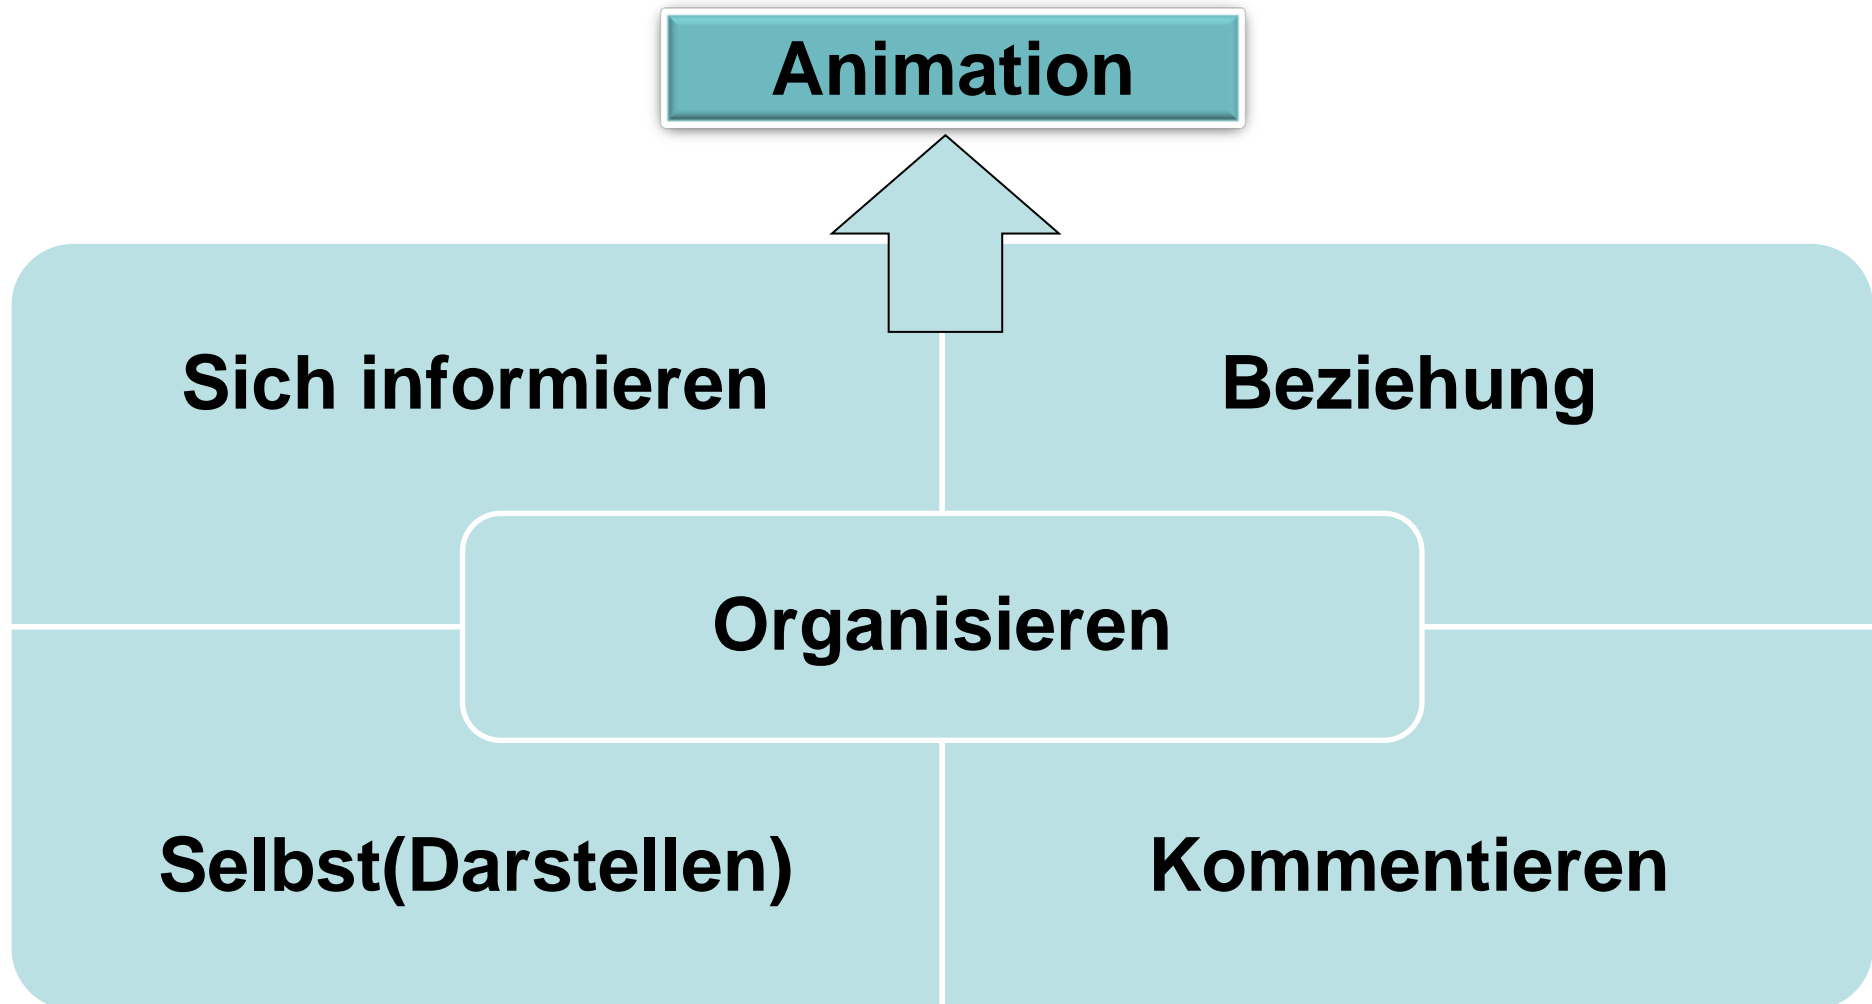 Animation
Sich informieren
Beziehung
Organisieren
Selbst(Darstellen)
Kommentieren